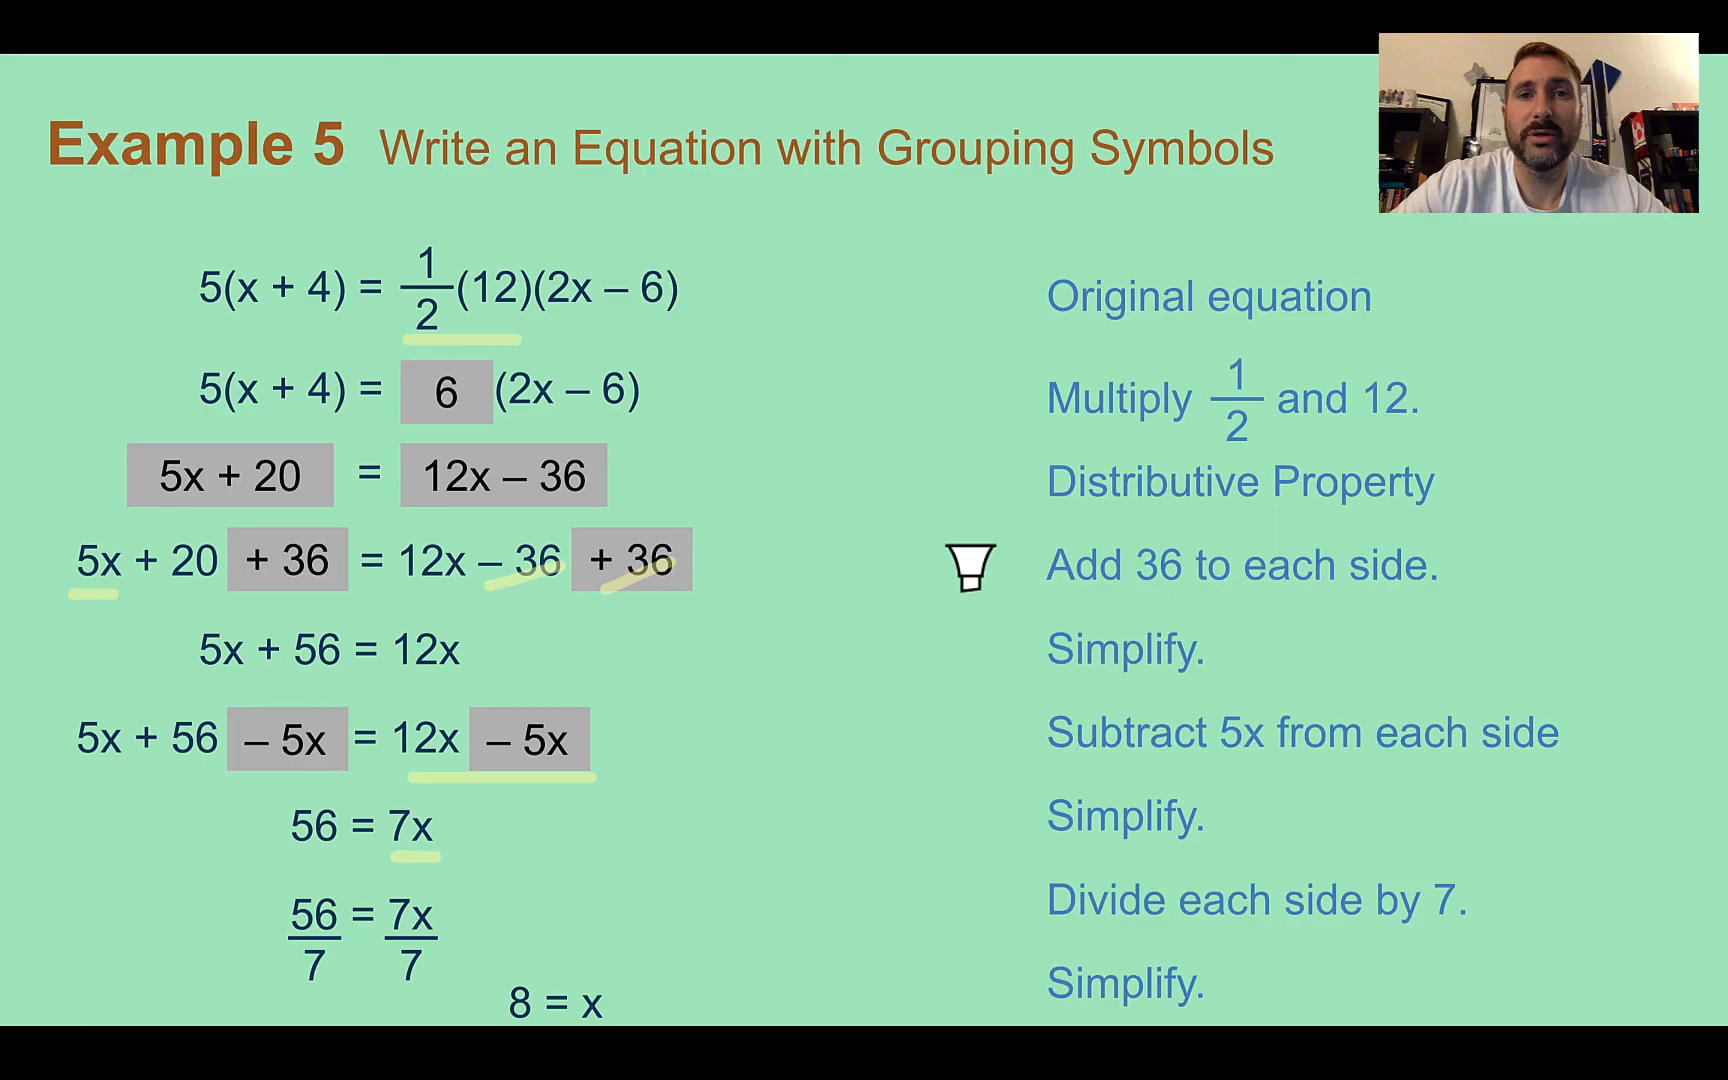 Example 5 Write an Equation with Grouping Symbols
5(x + 4) = 1/2 (12)(2x – 6) Original equation
5(x + 4) = 6 (2x – 6) Multiply 1/2 and 12.
5x + 20 = 12x – 36 Distributive Property
5x + 20 + 36 = 12x – 36 + 36 Add 36 to each side.
5x + 56 = 12x Simplify.
5x + 56 – 5x = 12x – 5x Subtract 5x from each side
56 = 7x Simplify.
56/7 = 7x/7 Divide each side by 7.
8 = x Simplify.